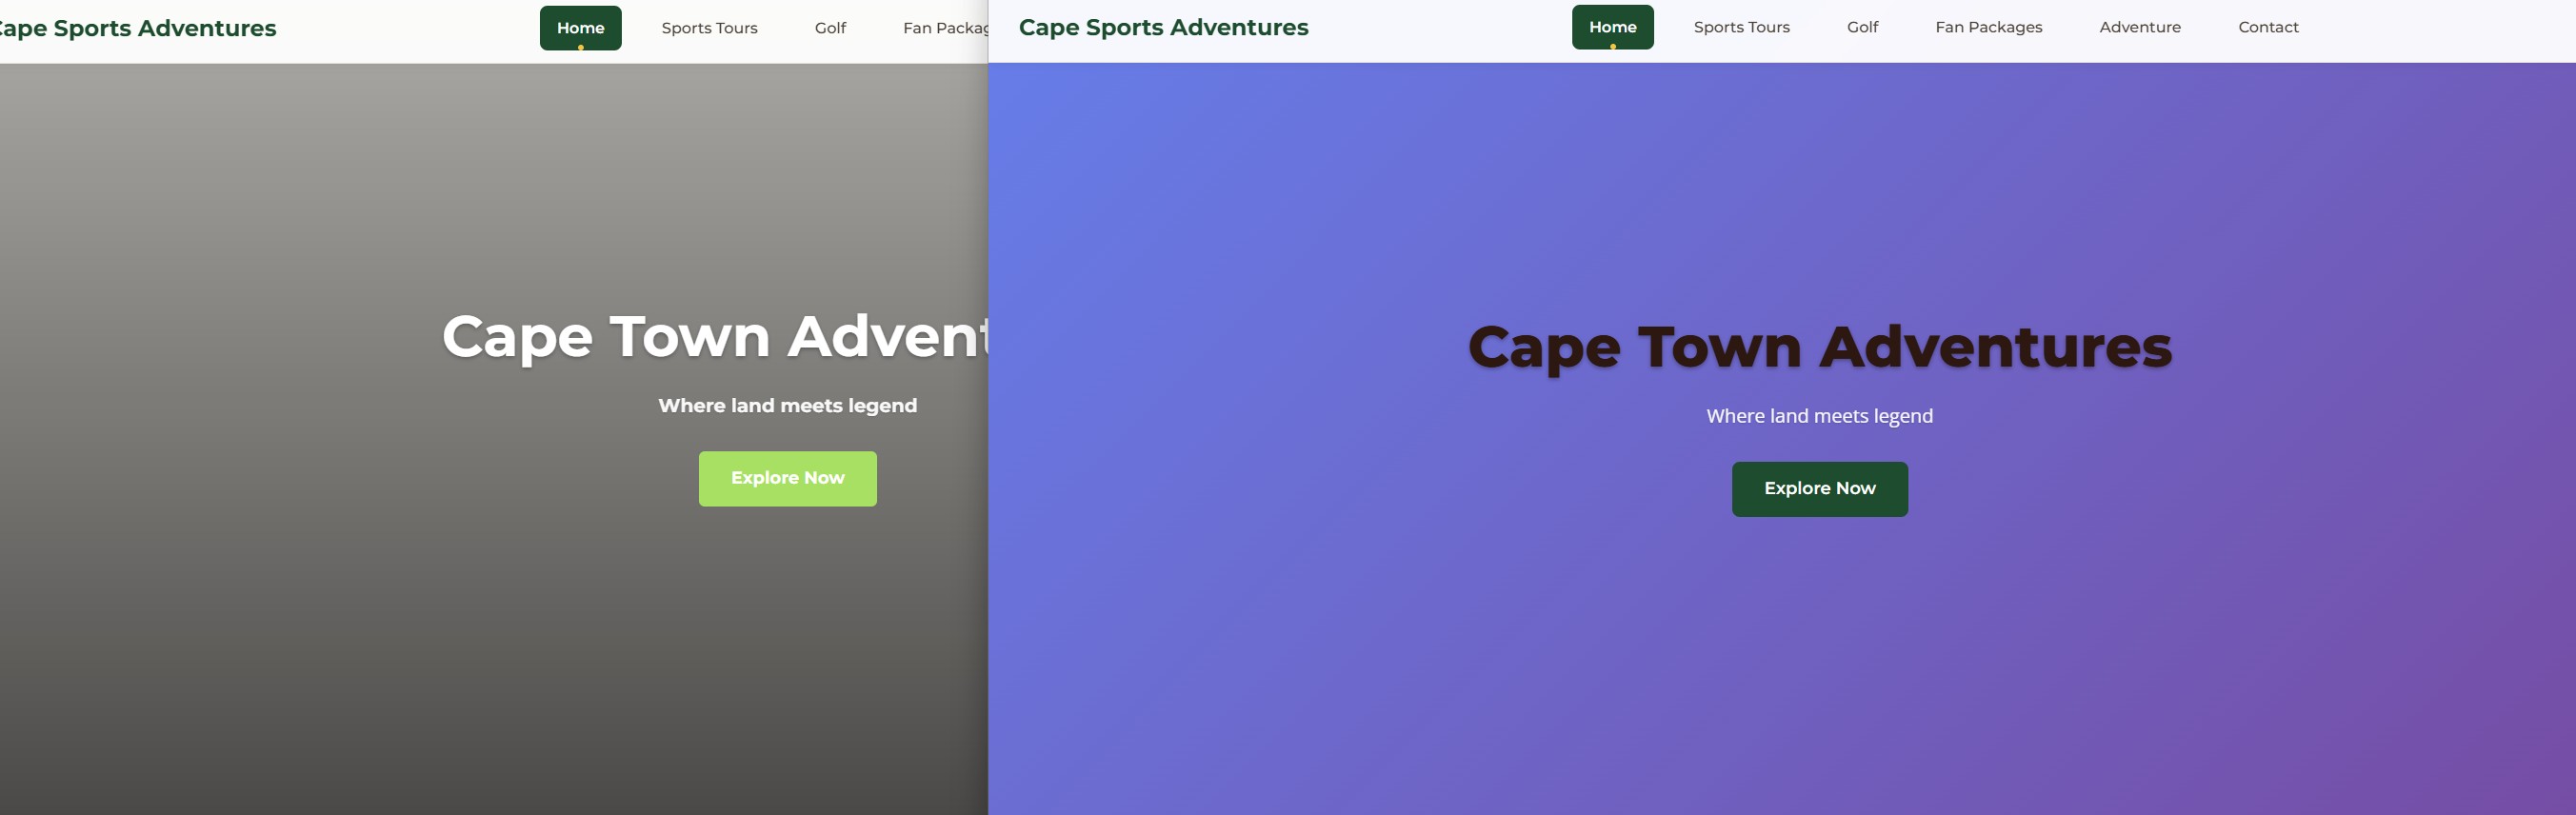 Cape Sports Adventures
Home Sports Tours Golf Fan Packag
Cape Town Advent
Where land meets legend
Explore Now
Cape Sports Adventures
Home Sports Tours Golf Fan Packages Adventure Contact
Cape Town Adventures
Where land meets legend
Explore Now